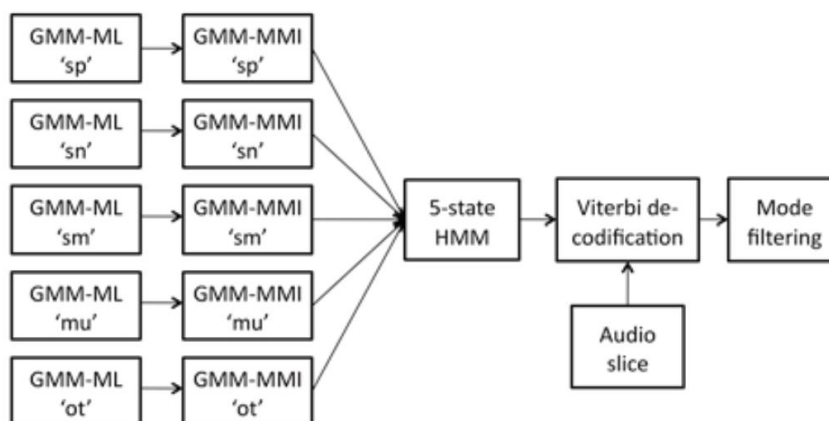 GMM-ML
‘sp’
GMM-MMI
‘sp’
GMM-ML
‘sn’
GMM-MMI
‘sn’
GMM-ML
‘sm’
GMM-MMI
‘sm’
5-state
HMM
Viterbi de-
codification
Mode
filtering
GMM-ML
‘mu’
GMM-MMI
‘mu’
Audio
slice
GMM-ML
‘ot’
GMM-MMI
‘ot’